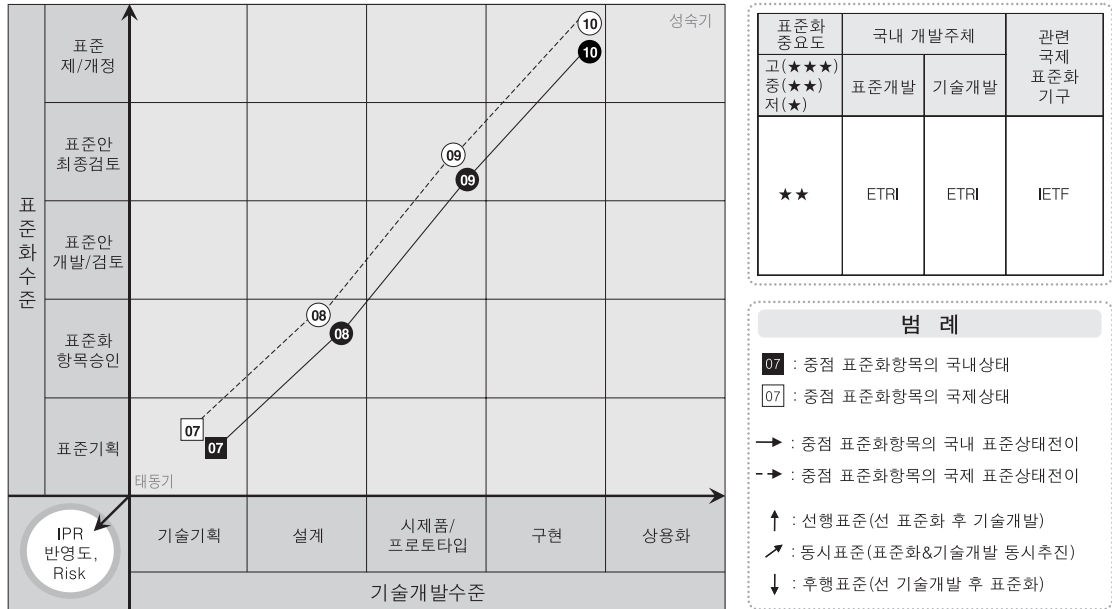 표준화수준
표준
제/개정
표준안
최종검토
표준안
개발/검토
표준화
항목승인
표준기획
성숙기
10
10
09
09
08
08
07
07
태동기
IPR
반영도,
Risk
기술기획
설계
시제품/
프로토타입
구현
상용화
기술개발수준
표준화
중요도
국내 개발주체
관련
국제
표준화
기구
고(★★★)
중(★★)
저(★)
표준개발
기술개발
★★
ETRI
ETRI
IETF
범 례
07 : 중점 표준화항목의 국내상태
07 : 중점 표준화항목의 국제상태
: 중점 표준화항목의 국내 표준상태전이
: 중점 표준화항목의 국제 표준상태전이
: 선행표준(선 표준화 후 기술개발)
: 동시표준(표준화&기술개발 동시추진)
: 후행표준(선 기술개발 후 표준화)